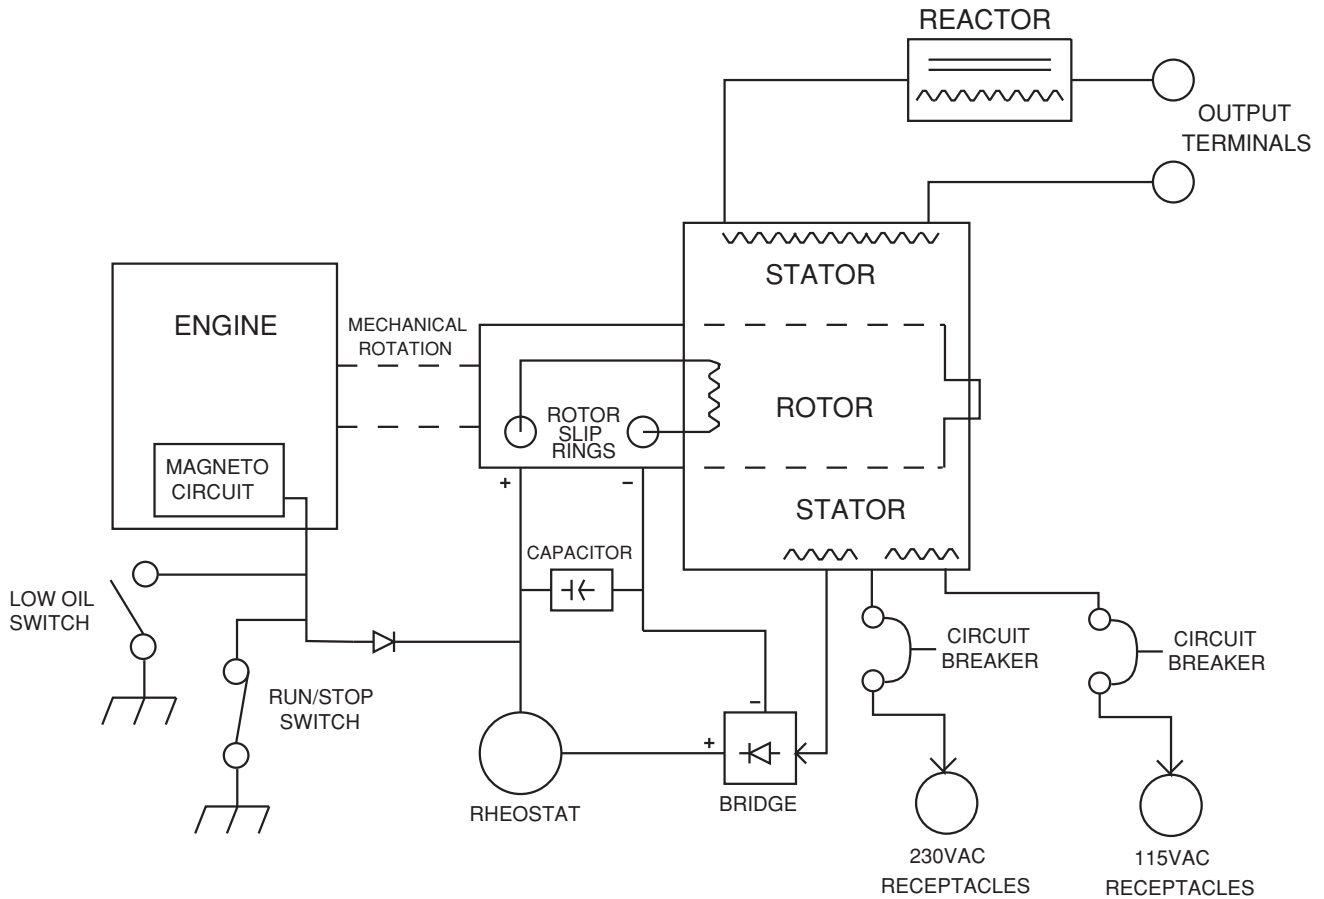 REACTOR
OUTPUT
TERMINALS
STATOR
ENGINE
MECHANICAL
ROTATION
ROTOR
ROTOR
SLIP
RINGS
MAGNETO
CIRCUIT
+
–
STATOR
CAPACITOR
LOW OIL
SWITCH
CIRCUIT
BREAKER
CIRCUIT
BREAKER
RUN/STOP
SWITCH
–
+
RHEOSTAT
BRIDGE
230VAC
RECEPTACLES
115VAC
RECEPTACLES